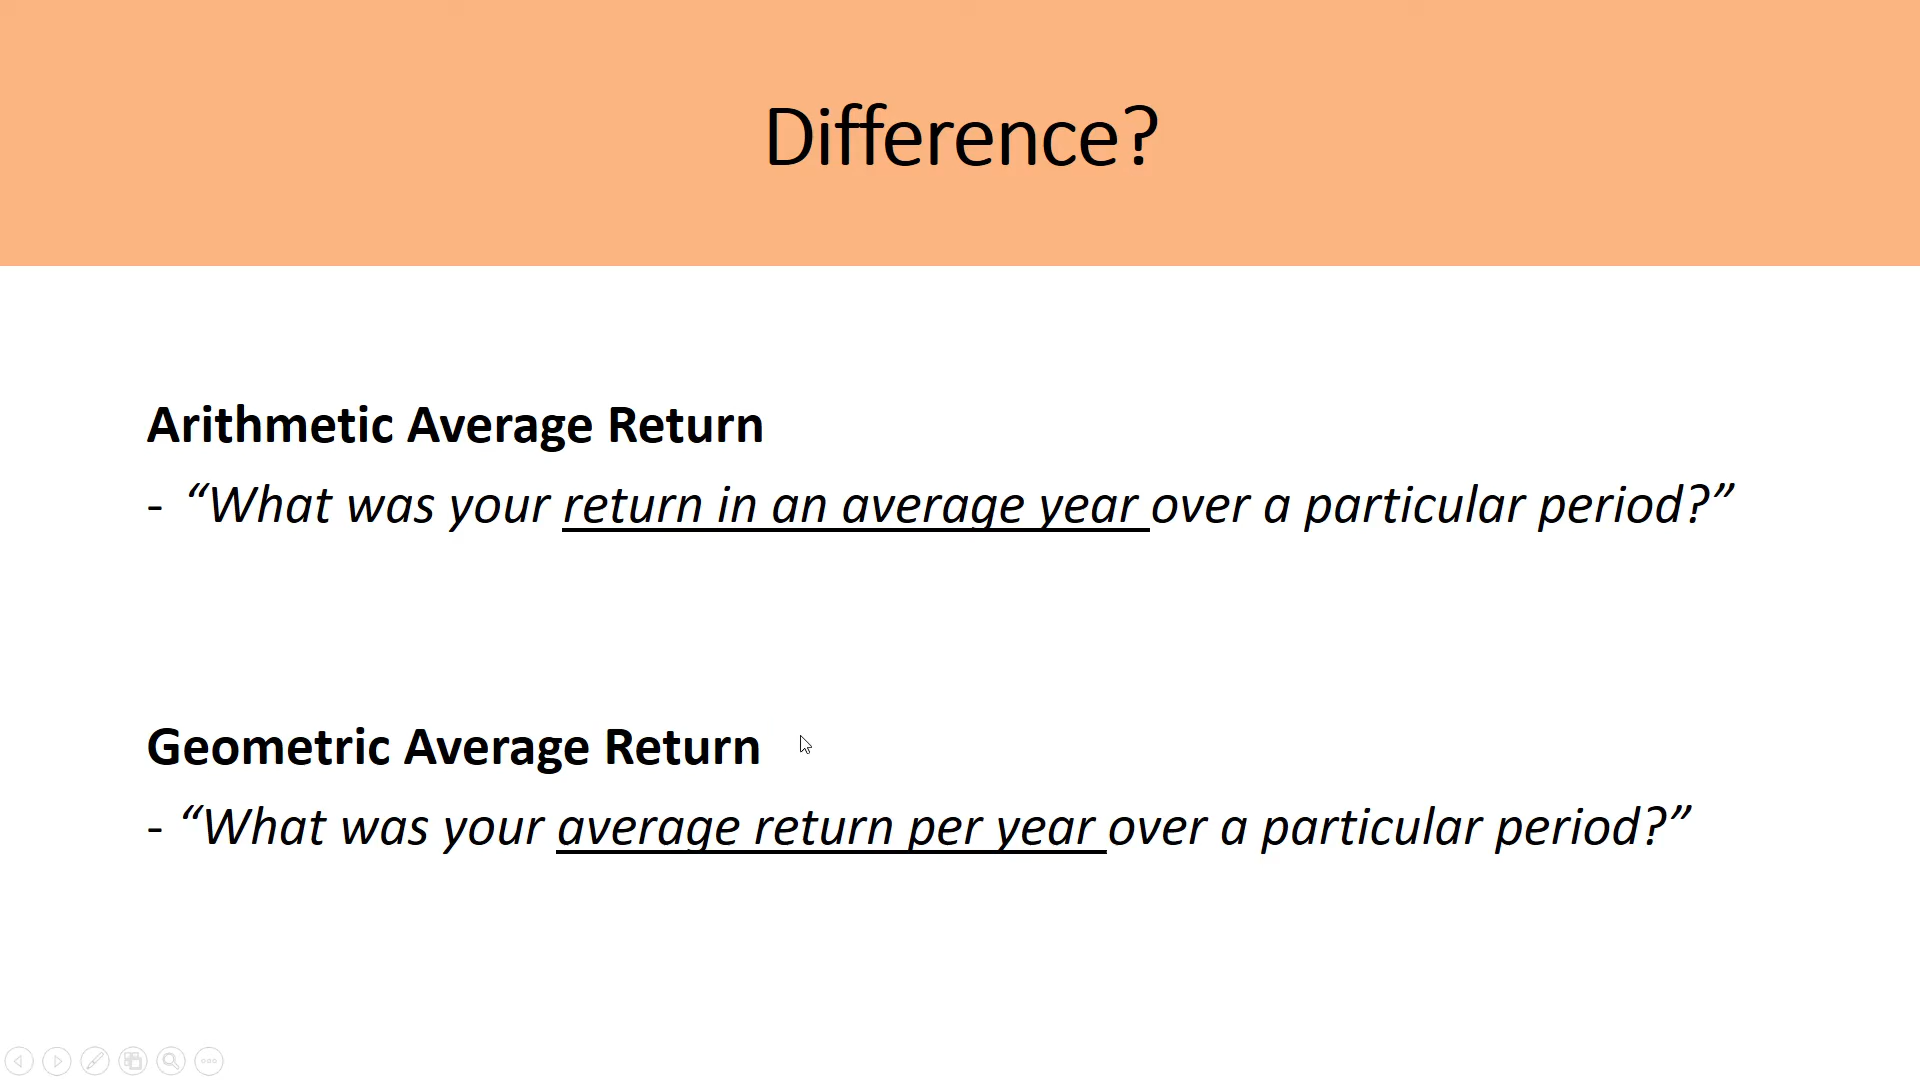 Difference?
Arithmetic Average Return
- “What was your return in an average year over a particular period?”
Geometric Average Return
- “What was your average return per year over a particular period?”